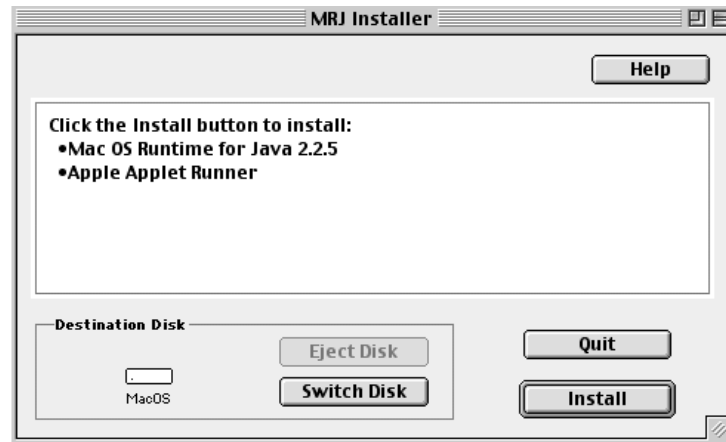 MRJ Installer
Help
Click the Install button to install:
•Mac OS Runtime for Java 2.2.5
•Apple Applet Runner
Destination Disk
Eject Disk
Quit
MacOS
Switch Disk
Install